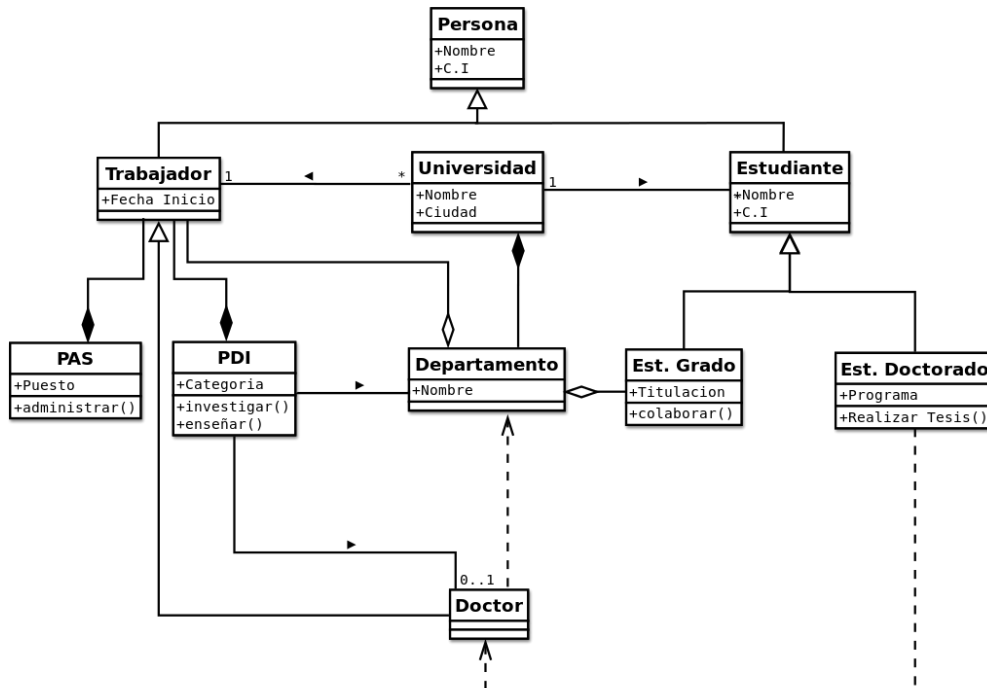 Persona
+Nombre
+C.I
Trabajador
+Fecha Inicio
1
*
Universidad
+Nombre
+Ciudad
1
Estudiante
+Nombre
+C.I
PAS
+Puesto
+administrar()
PDI
+Categoria
+investigar()
+enseñar()
Departamento
+Nombre
Est. Grado
+Titulacion
+colaborar()
Est. Doctorado
+Programa
+Realizar Tesis()
0..1
Doctor